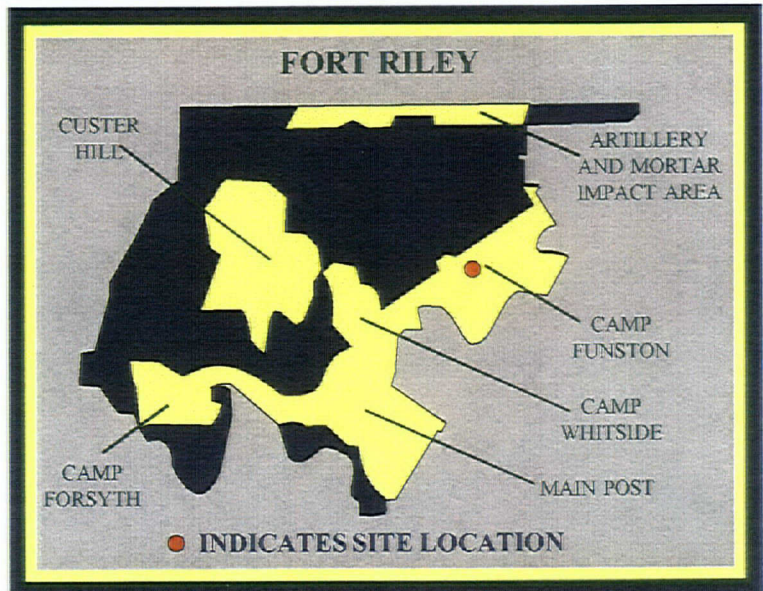 FORT RILEY
CUSTER
HILL
ARTILLERY
AND MORTAR
IMPACT AREA
CAMP
FUNSTON
CAMP
WHITSIDE
CAMP
FORSYTH
MAIN POST
INDICATES SITE LOCATION